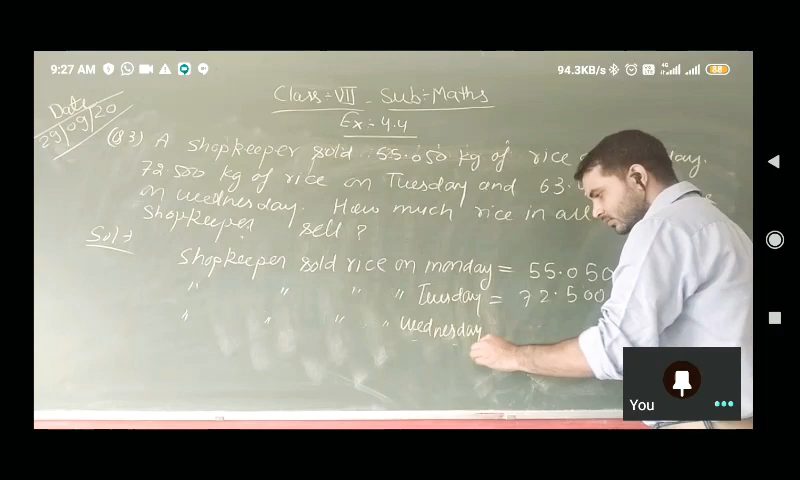 9:27 AM
94.3KB/s 4G 68
Class-VII - Sub-Maths
Ex:-4.4
Date
29/09/20
(Q3) A Shopkeeper sold 55.050 kg of rice
72.500 kg of rice on Tuesday and 63.
on wednesday. How much rice in all
Shopkeeper sell ?
Sol:→
Shopkeeper sold rice on monday = 55.050
" " " " Tuesday = 72.500
" " " " Wednesday
You